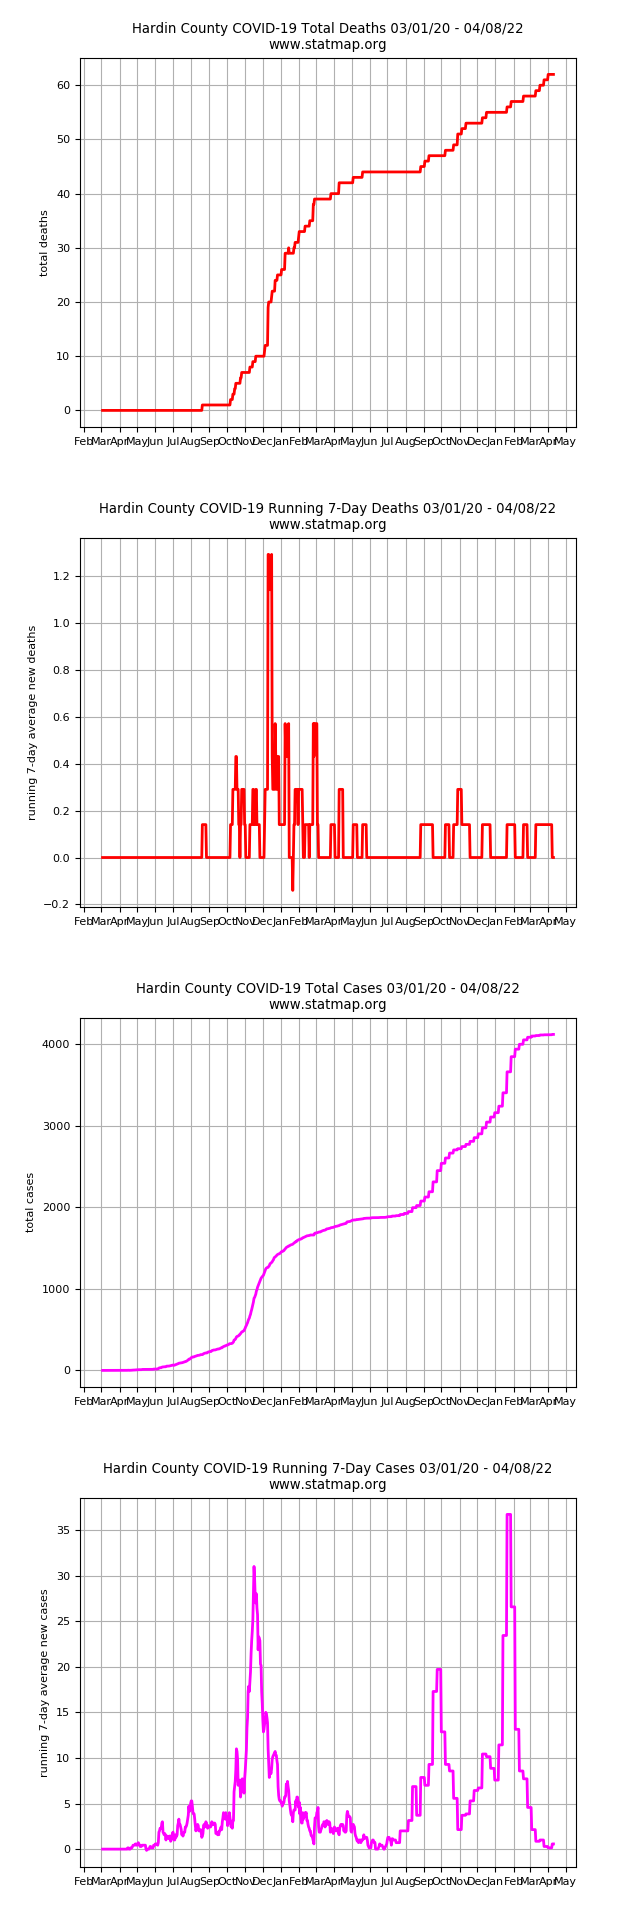 Hardin County COVID-19 Total Deaths 03/01/20 - 04/08/22
www.statmap.org
60
50
40
30
20
10
0
total deaths
Feb Mar Apr May Jun Jul Aug Sep Oct Nov Dec Jan Feb Mar Apr May Jun Jul Aug Sep Oct Nov Dec Jan Feb Mar Apr May
Hardin County COVID-19 Running 7-Day Deaths 03/01/20 - 04/08/22
www.statmap.org
1.2
1.0
0.8
0.6
0.4
0.2
0.0
−0.2
running 7-day average new deaths
Feb Mar Apr May Jun Jul Aug Sep Oct Nov Dec Jan Feb Mar Apr May Jun Jul Aug Sep Oct Nov Dec Jan Feb Mar Apr May
Hardin County COVID-19 Total Cases 03/01/20 - 04/08/22
www.statmap.org
4000
3000
2000
1000
0
total cases
Feb Mar Apr May Jun Jul Aug Sep Oct Nov Dec Jan Feb Mar Apr May Jun Jul Aug Sep Oct Nov Dec Jan Feb Mar Apr May
Hardin County COVID-19 Running 7-Day Cases 03/01/20 - 04/08/22
www.statmap.org
35
30
25
20
15
10
5
0
running 7-day average new cases
Feb Mar Apr May Jun Jul Aug Sep Oct Nov Dec Jan Feb Mar Apr May Jun Jul Aug Sep Oct Nov Dec Jan Feb Mar Apr May